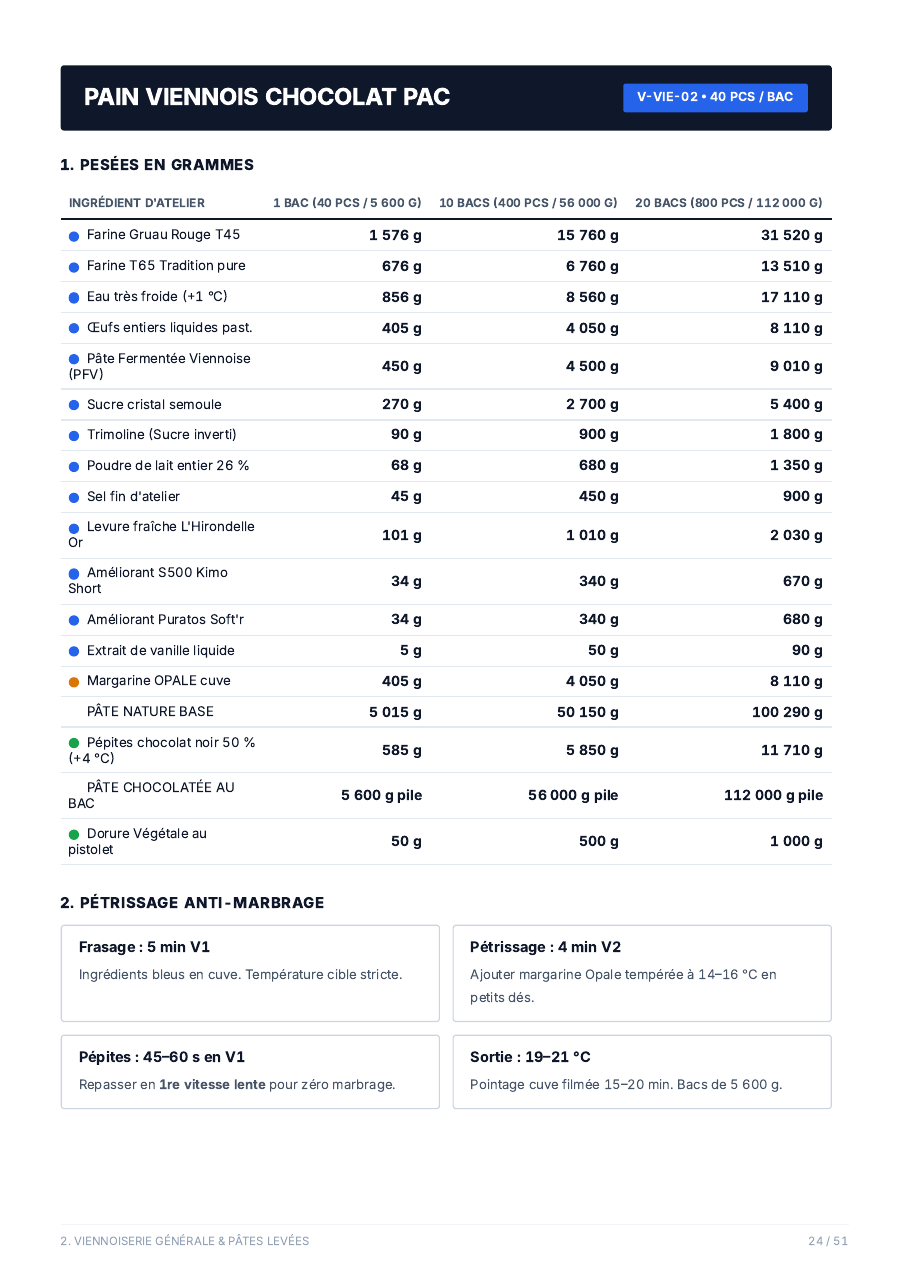 PAIN VIENNOIS CHOCOLAT PAC
V-VIE-02 • 40 PCS / BAC
1. PESÉES EN GRAMMES
INGRÉDIENT D'ATELIER 1 BAC (40 PCS / 5 600 G) 10 BACS (400 PCS / 56 000 G) 20 BACS (800 PCS / 112 000 G)
Farine Gruau Rouge T45 1 576 g 15 760 g 31 520 g
Farine T65 Tradition pure 676 g 6 760 g 13 510 g
Eau très froide (+1 °C) 856 g 8 560 g 17 110 g
Œufs entiers liquides past. 405 g 4 050 g 8 110 g
Pâte Fermentée Viennoise
(PFV) 450 g 4 500 g 9 010 g
Sucre cristal semoule 270 g 2 700 g 5 400 g
Trimoline (Sucre inverti) 90 g 900 g 1 800 g
Poudre de lait entier 26 % 68 g 680 g 1 350 g
Sel fin d'atelier 45 g 450 g 900 g
Levure fraîche L'Hirondelle
Or 101 g 1 010 g 2 030 g
Améliorant S500 Kimo
Short 34 g 340 g 670 g
Améliorant Puratos Soft'r 34 g 340 g 680 g
Extrait de vanille liquide 5 g 50 g 90 g
Margarine OPALE cuve 405 g 4 050 g 8 110 g
PÂTE NATURE BASE 5 015 g 50 150 g 100 290 g
Pépites chocolat noir 50 %
(+4 °C) 585 g 5 850 g 11 710 g
PÂTE CHOCOLATÉE AU
BAC 5 600 g pile 56 000 g pile 112 000 g pile
Dorure Végétale au
pistolet 50 g 500 g 1 000 g
2. PÉTRISSAGE ANTI-MARBRAGE
Frasage : 5 min V1
Ingrédients bleus en cuve. Température cible stricte.
Pétrissage : 4 min V2
Ajouter margarine Opale tempérée à 14–16 °C en
petits dés.
Pépites : 45–60 s en V1
Repasser en 1re vitesse lente pour zéro marbrage.
Sortie : 19–21 °C
Pointage cuve filmée 15–20 min. Bacs de 5 600 g.
2. VIENNOISERIE GÉNÉRALE & PÂTES LEVÉES 24 / 51